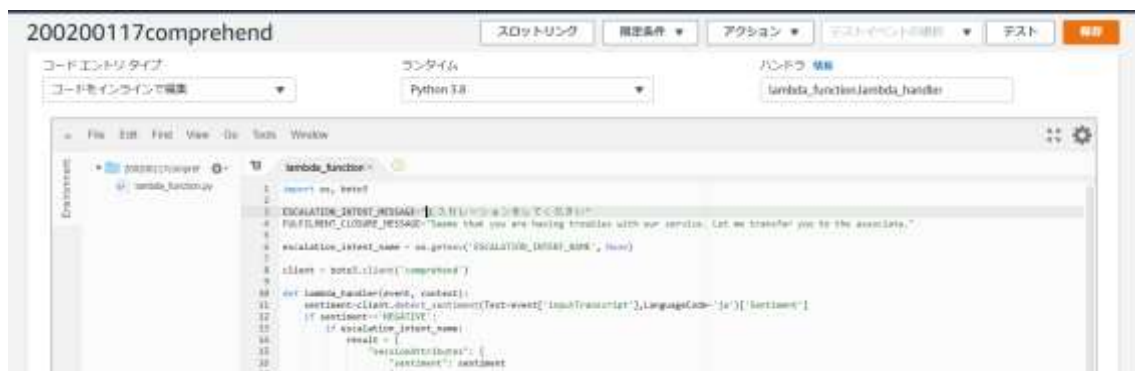 200200117comprehend
スロットリング 限定条件 アクション テスト 保存
コード エントリ タイプ ランタイム ハンドラ 情報
コードをインラインで編集 Python 3.8 lambda_function.lambda_handler
File Edit Find View Go Tools Window
Environment
lambda_function.py
lambda_function
1 import os, boto3
2
3 ESCALATION_INTENT_MESSAGE="エスカレーションをしてください"
4 FULFILMENT_CLOSURE_MESSAGE="Seems that you are having troubles with our service. Let me transfer you to the associate."
5
6 escalation_intent_name = os.getenv('ESCALATION_INTENT_NAME', None)
7
8 client = boto3.client('comprehend')
9
10 def lambda_handler(event, context):
11 sentiment=client.detect_sentiment(Text=event['inputTranscript'],LanguageCode='ja')['Sentiment']
12 if sentiment=='NEGATIVE':
13 if escalation_intent_name:
14 result = {
15 "sessionAttributes": {
16 "sentiment": sentiment